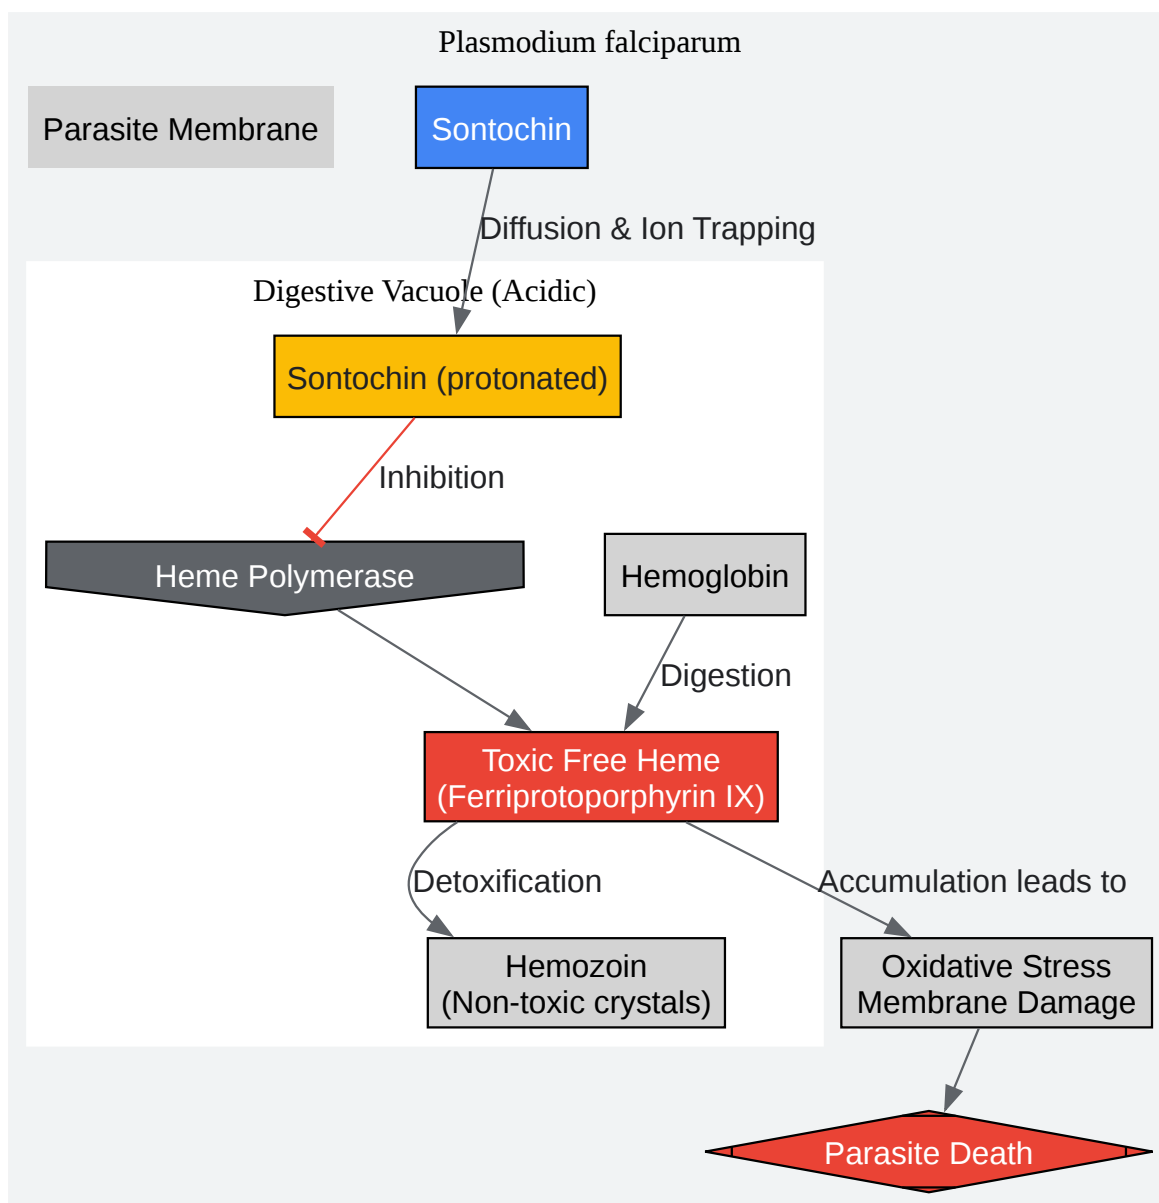 Plasmodium falciparum
Parasite Membrane
Sontochin
Diffusion & Ion Trapping
Digestive Vacuole (Acidic)
Sontochin (protonated)
Inhibition
Heme Polymerase
Hemoglobin
Digestion
Toxic Free Heme
(Ferriprotoporphyrin IX)
Detoxification
Accumulation leads to
Hemozoin
(Non-toxic crystals)
Oxidative Stress
Membrane Damage
Parasite Death